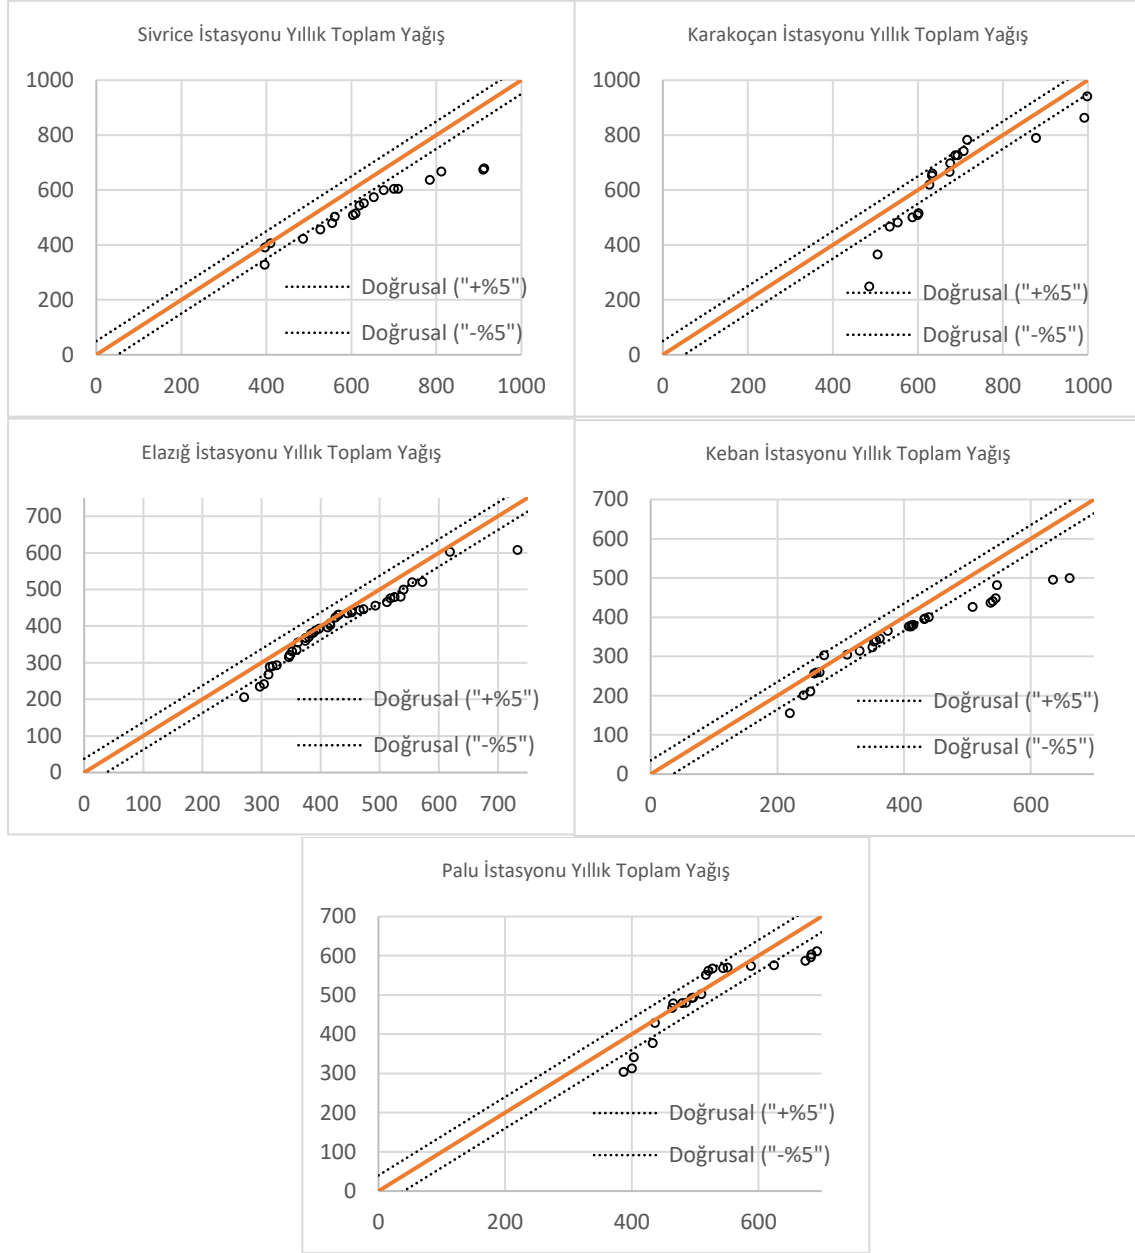 Sivrice İstasyonu Yıllık Toplam Yağış
1000
800
600
400
200
0
Doğrusal ("+%5")
Doğrusal ("-%5")
0 200 400 600 800 1000
Karakoçan İstasyonu Yıllık Toplam Yağış
1000
800
600
400
200
0
Doğrusal ("+%5")
Doğrusal ("-%5")
0 200 400 600 800 1000
Elazığ İstasyonu Yıllık Toplam Yağış
700
600
500
400
300
200
100
0
Doğrusal ("+%5")
Doğrusal ("-%5")
0 100 200 300 400 500 600 700
Keban İstasyonu Yıllık Toplam Yağış
700
600
500
400
300
200
100
0
Doğrusal ("+%5")
Doğrusal ("-%5")
0 200 400 600
Palu İstasyonu Yıllık Toplam Yağış
700
600
500
400
300
200
100
0
Doğrusal ("+%5")
Doğrusal ("-%5")
0 200 400 600